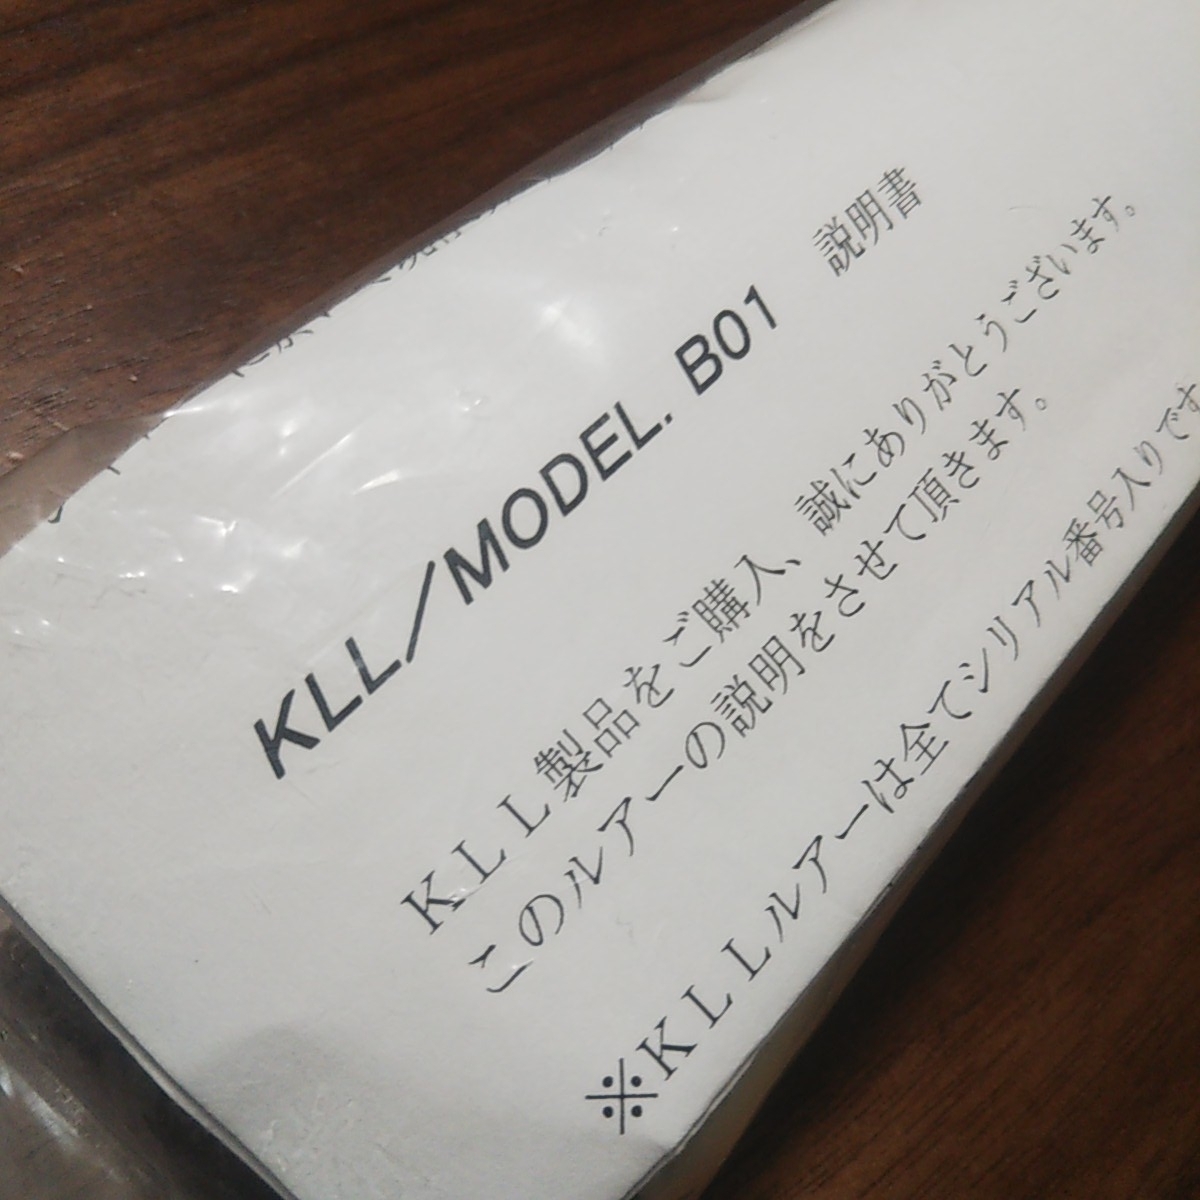 KLL／MODEL. B01　説明書
ＫＬＬ製品をご購入、誠にありがとうございます。
このルアーの説明をさせて頂きます。
※ＫＬＬルアーは全てシリアル番号入りです